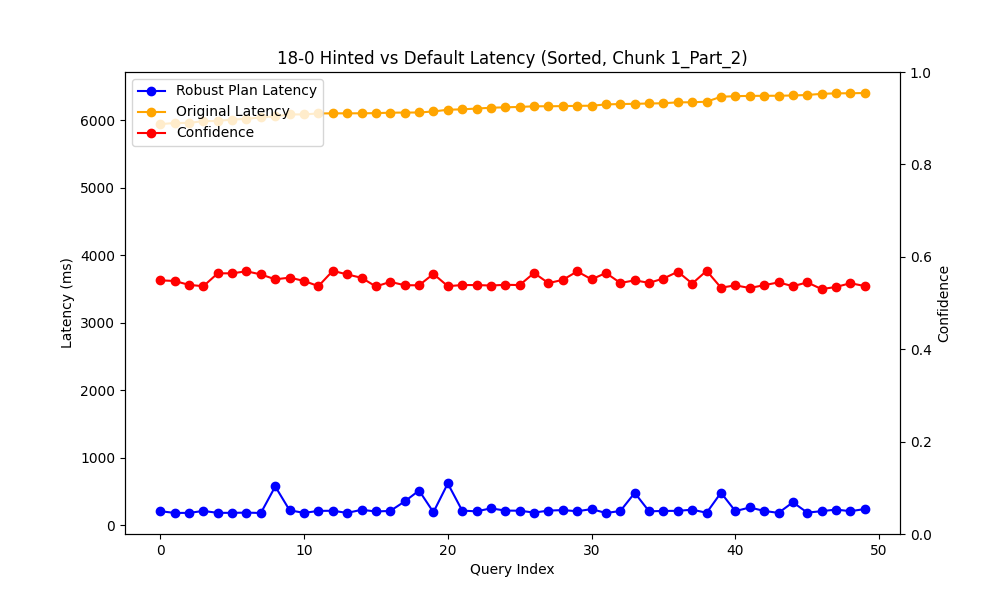 18-0 Hinted vs Default Latency (Sorted, Chunk 1_Part_2)
Robust Plan Latency
Original Latency
Confidence
Latency (ms)
6000
5000
4000
3000
2000
1000
0
1.0
0.8
0.6
0.4
0.2
0.0
Confidence
0 10 20 30 40 50
Query Index